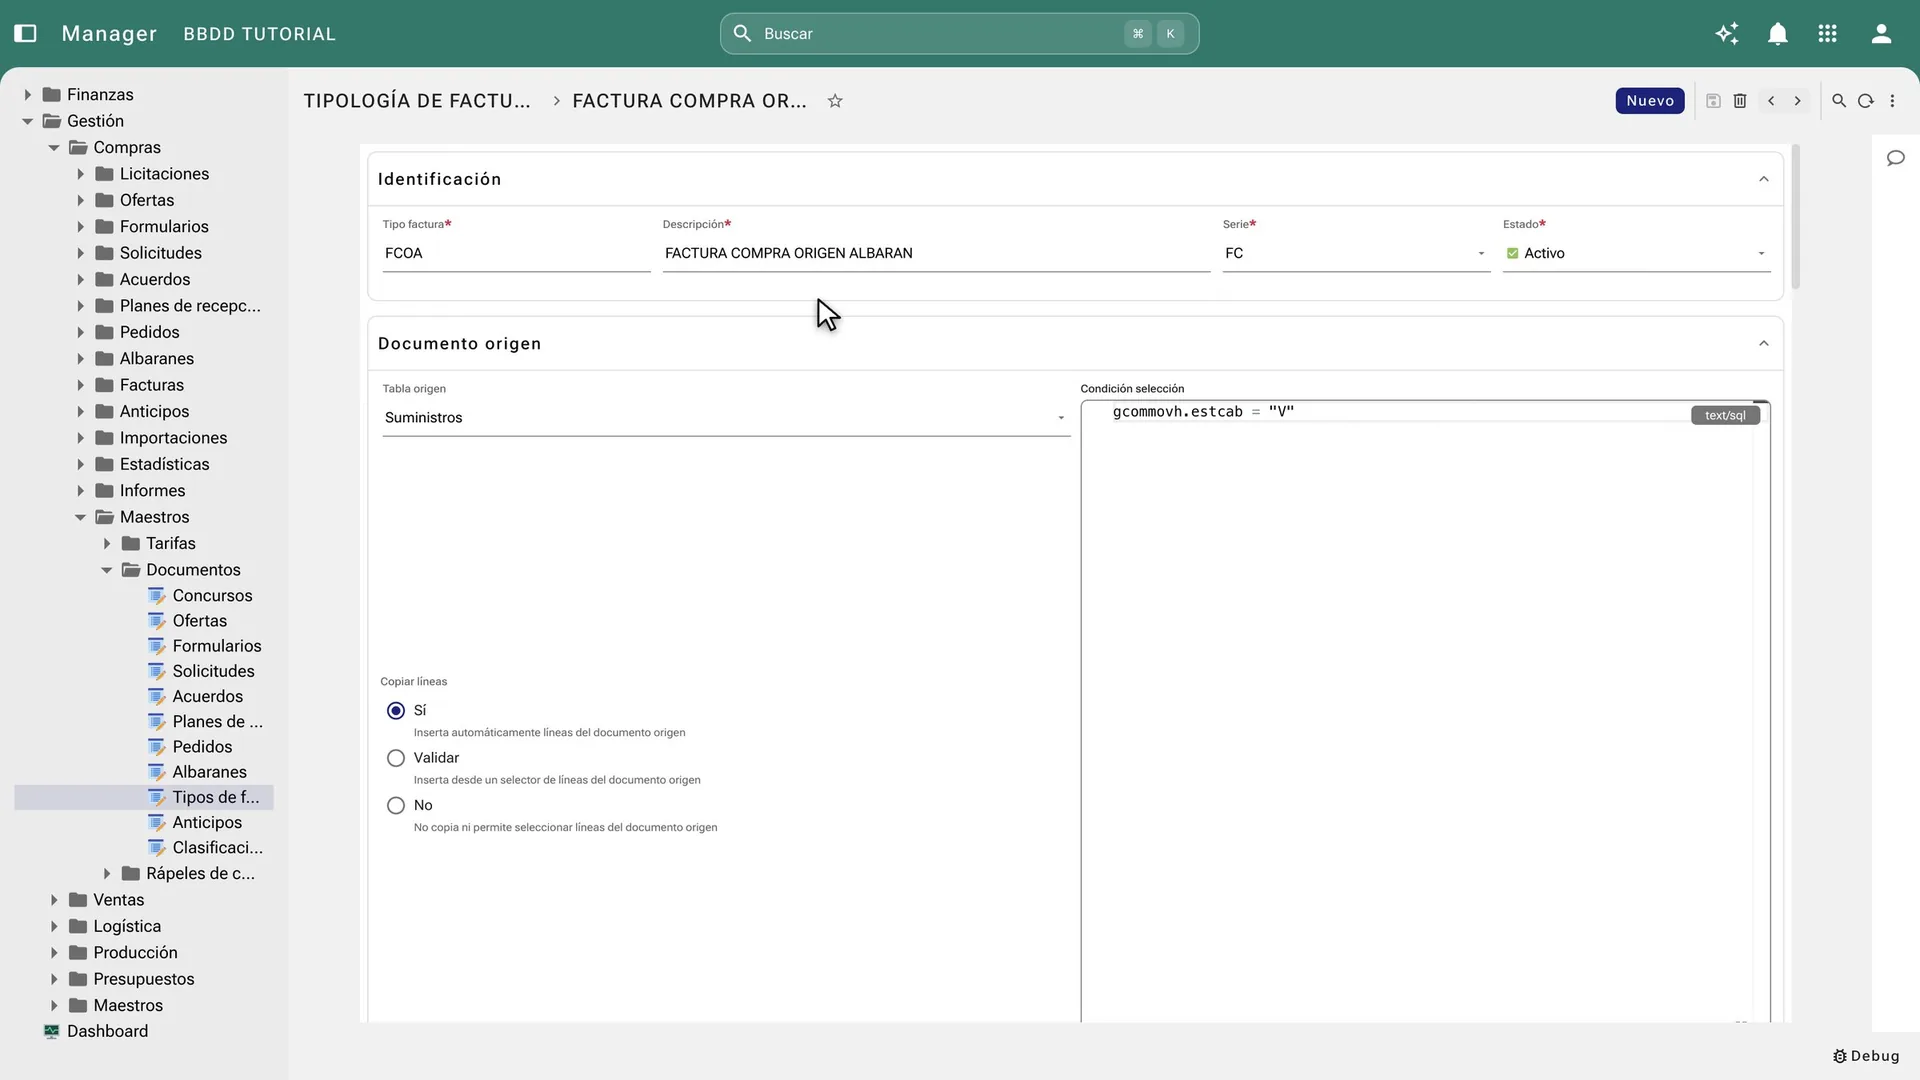 Manager
BBDD TUTORIAL
Buscar
⌘ K
Finanzas
Gestión
Compras
Licitaciones
Ofertas
Formularios
Solicitudes
Acuerdos
Planes de recepc...
Pedidos
Albaranes
Facturas
Anticipos
Importaciones
Estadísticas
Informes
Maestros
Tarifas
Documentos
Concursos
Ofertas
Formularios
Solicitudes
Acuerdos
Planes de ...
Pedidos
Albaranes
Tipos de f...
Anticipos
Clasificaci...
Rápeles de c...
Ventas
Logística
Producción
Presupuestos
Maestros
Dashboard
TIPOLOGÍA DE FACTU... > FACTURA COMPRA OR...
Nuevo
Identificación
Tipo factura* Descripción* Serie* Estado*
FCOA FACTURA COMPRA ORIGEN ALBARAN FC Activo
Documento origen
Tabla origen
Suministros
Condición selección
gcommovh.estcab = "V"
text/sql
Copiar líneas
Sí
Inserta automáticamente líneas del documento origen
Validar
Inserta desde un selector de líneas del documento origen
No
No copia ni permite seleccionar líneas del documento origen
Debug